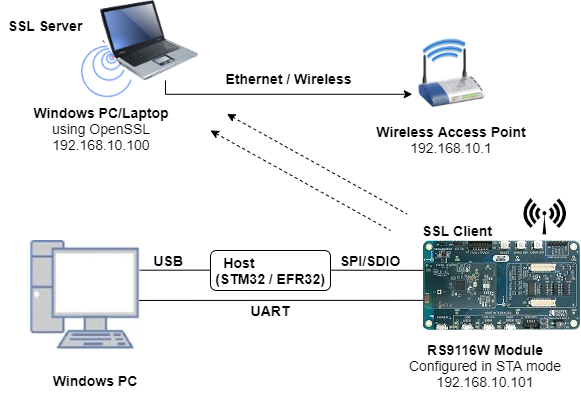 SSL Server
Ethernet / Wireless
Windows PC/Laptop
using OpenSSL
192.168.10.100
Wireless Access Point
192.168.10.1
SSL Client
USB
Host
(STM32 / EFR32)
SPI/SDIO
UART
RS9116W Module
Configured in STA mode
192.168.10.101
Windows PC